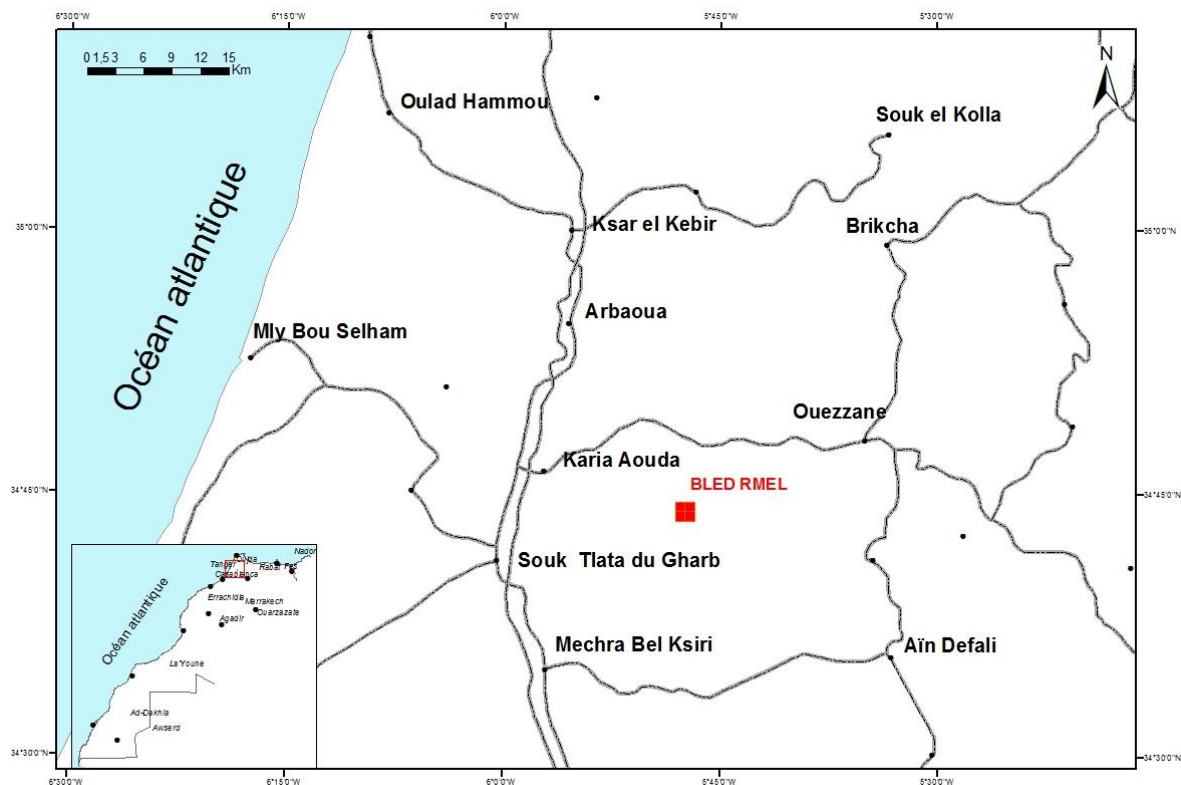 6°30'0"W 6°15'0"W 6°0'0"W 5°45'0"W 5°30'0"W
0 1,5 3 6 9 12 15
Km
N
Oulad Hammou
Souk el Kolla
Océan atlantique
35°0'0"N
Ksar el Kebir
Brikcha
35°0'0"N
Arbaoua
Mly Bou Selham
Ouezzane
Karia Aouda
BLED RMEL
34°45'0"N
34°45'0"N
Souk Tlata du Gharb
Mechra Bel Ksiri
Aïn Defali
34°30'0"N
34°30'0"N
6°30'0"W 6°15'0"W 6°0'0"W 5°45'0"W 5°30'0"W
Nador
Tanger
Rabat Fes
Casablanca
Errachidia
Marrakech
Ouarzazate
Agadir
Océan atlantique
La'Youne
Ad-Dakhla
Awserd